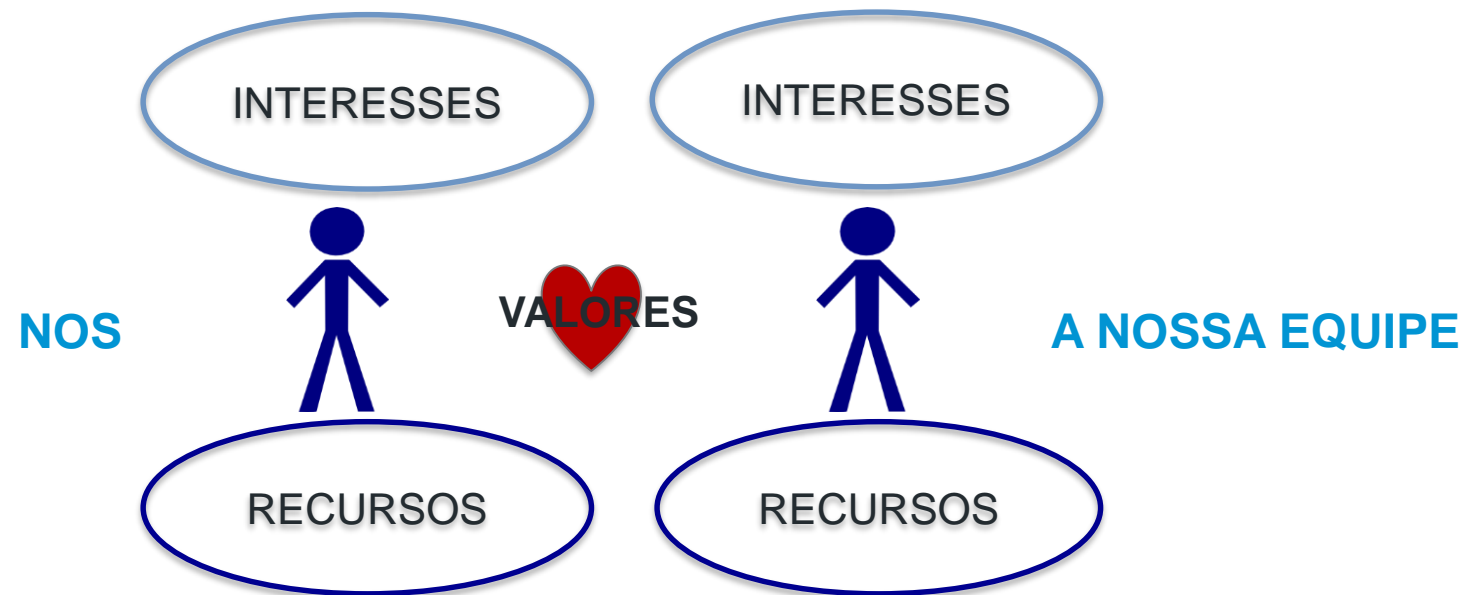 INTERESSES
INTERESSES
NOS
VALORES
A NOSSA EQUIPE
RECURSOS
RECURSOS